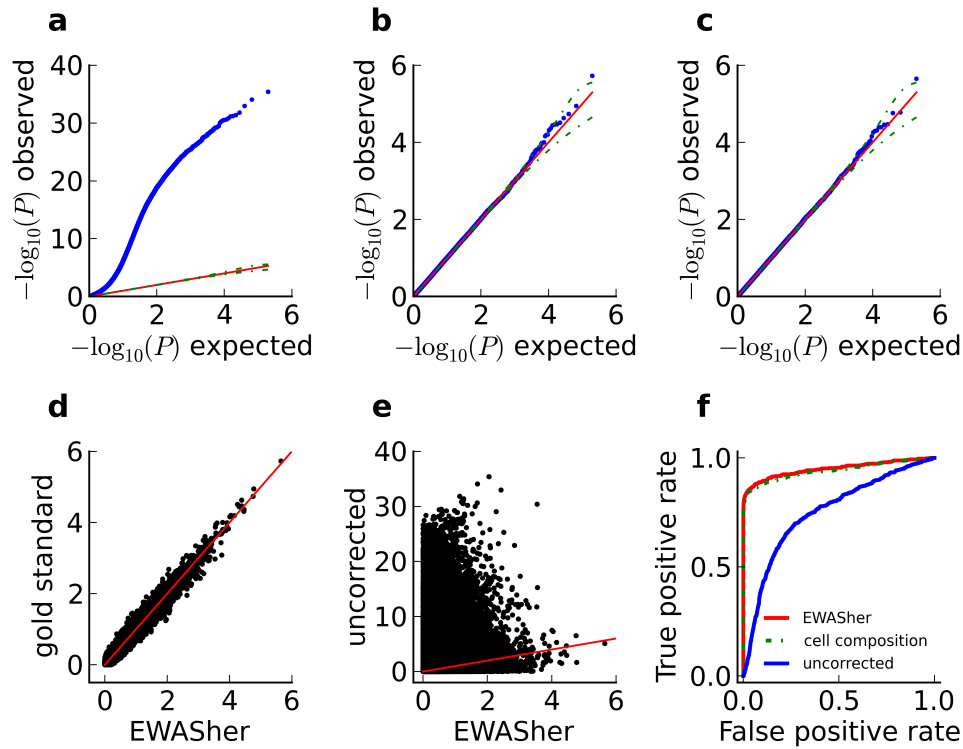 a
40
30
20
10
0
−log₁₀(P) observed
0 2 4 6
−log₁₀(P) expected
b
6
4
2
0
−log₁₀(P) observed
0 2 4 6
−log₁₀(P) expected
c
6
4
2
0
−log₁₀(P) observed
0 2 4 6
−log₁₀(P) expected
d
6
4
2
0
gold standard
0 2 4 6
EWASher
e
40
30
20
10
0
uncorrected
0 2 4 6
EWASher
f
1.0
0.5
0.0
True positive rate
EWASher
cell composition
uncorrected
0.0 0.5 1.0
False positive rate